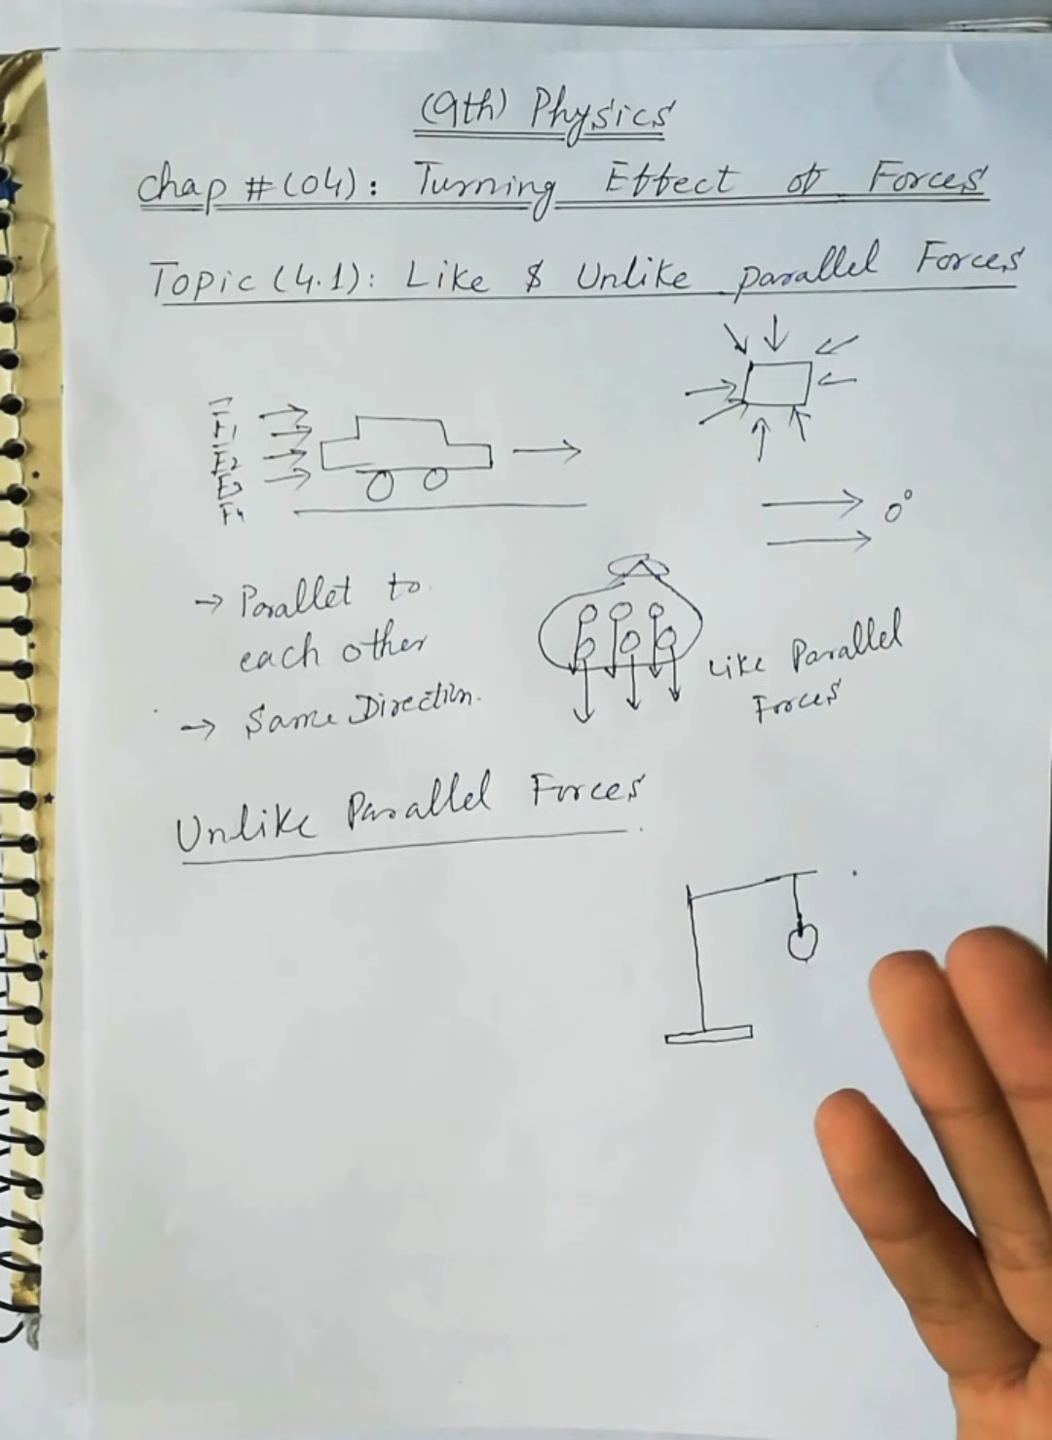 (9th) Physics
Chap # (04): Turning Effect of Forces
Topic (4.1): Like & Unlike parallel Forces
F1
F2
F3
F4
0°
→ Parallel to
each other
→ Same Direction.
Like Parallel
Forces
Unlike Parallel Forces